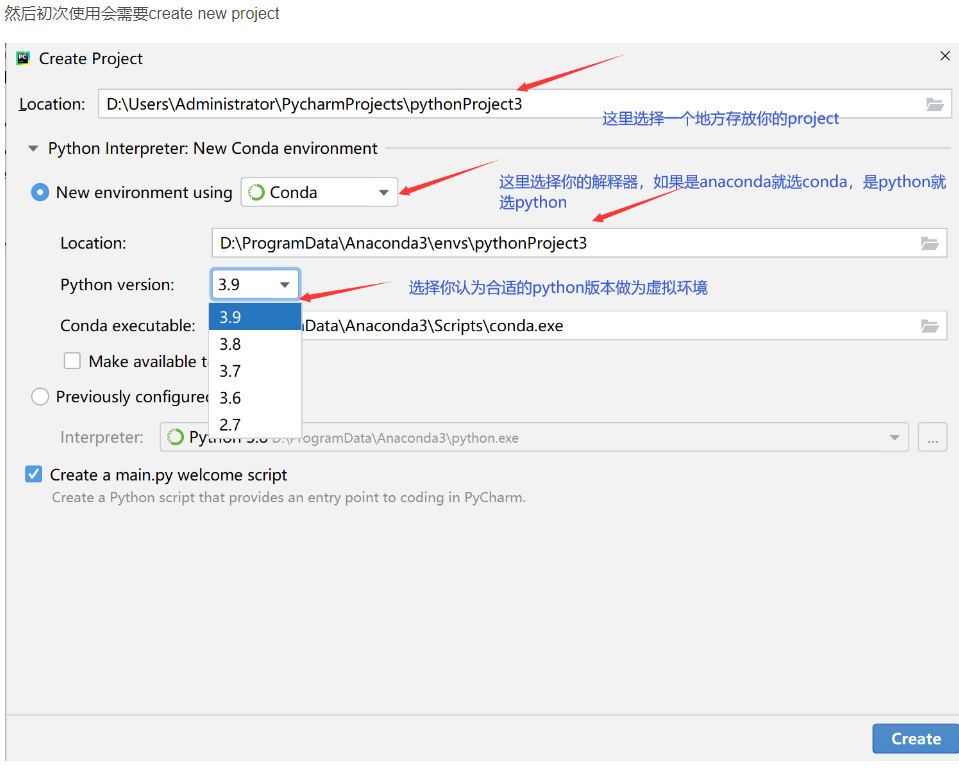 然后初次使用会需要create new project
Create Project
Location: D:\Users\Administrator\PycharmProjects\pythonProject3
这里选择一个地方存放你的project
Python Interpreter: New Conda environment
New environment using Conda
这里选择你的解释器，如果是anaconda就选conda，是python就
选python
Location: D:\ProgramData\Anaconda3\envs\pythonProject3
Python version: 3.9
选择你认为合适的python版本做为虚拟环境
3.9
Conda executable: Data\Anaconda3\Scripts\conda.exe
3.8
Make available
3.7
Previously configured
3.6
2.7
Interpreter: Python 3.8 D:\ProgramData\Anaconda3\python.exe
...
Create a main.py welcome script
Create a Python script that provides an entry point to coding in PyCharm.
Create